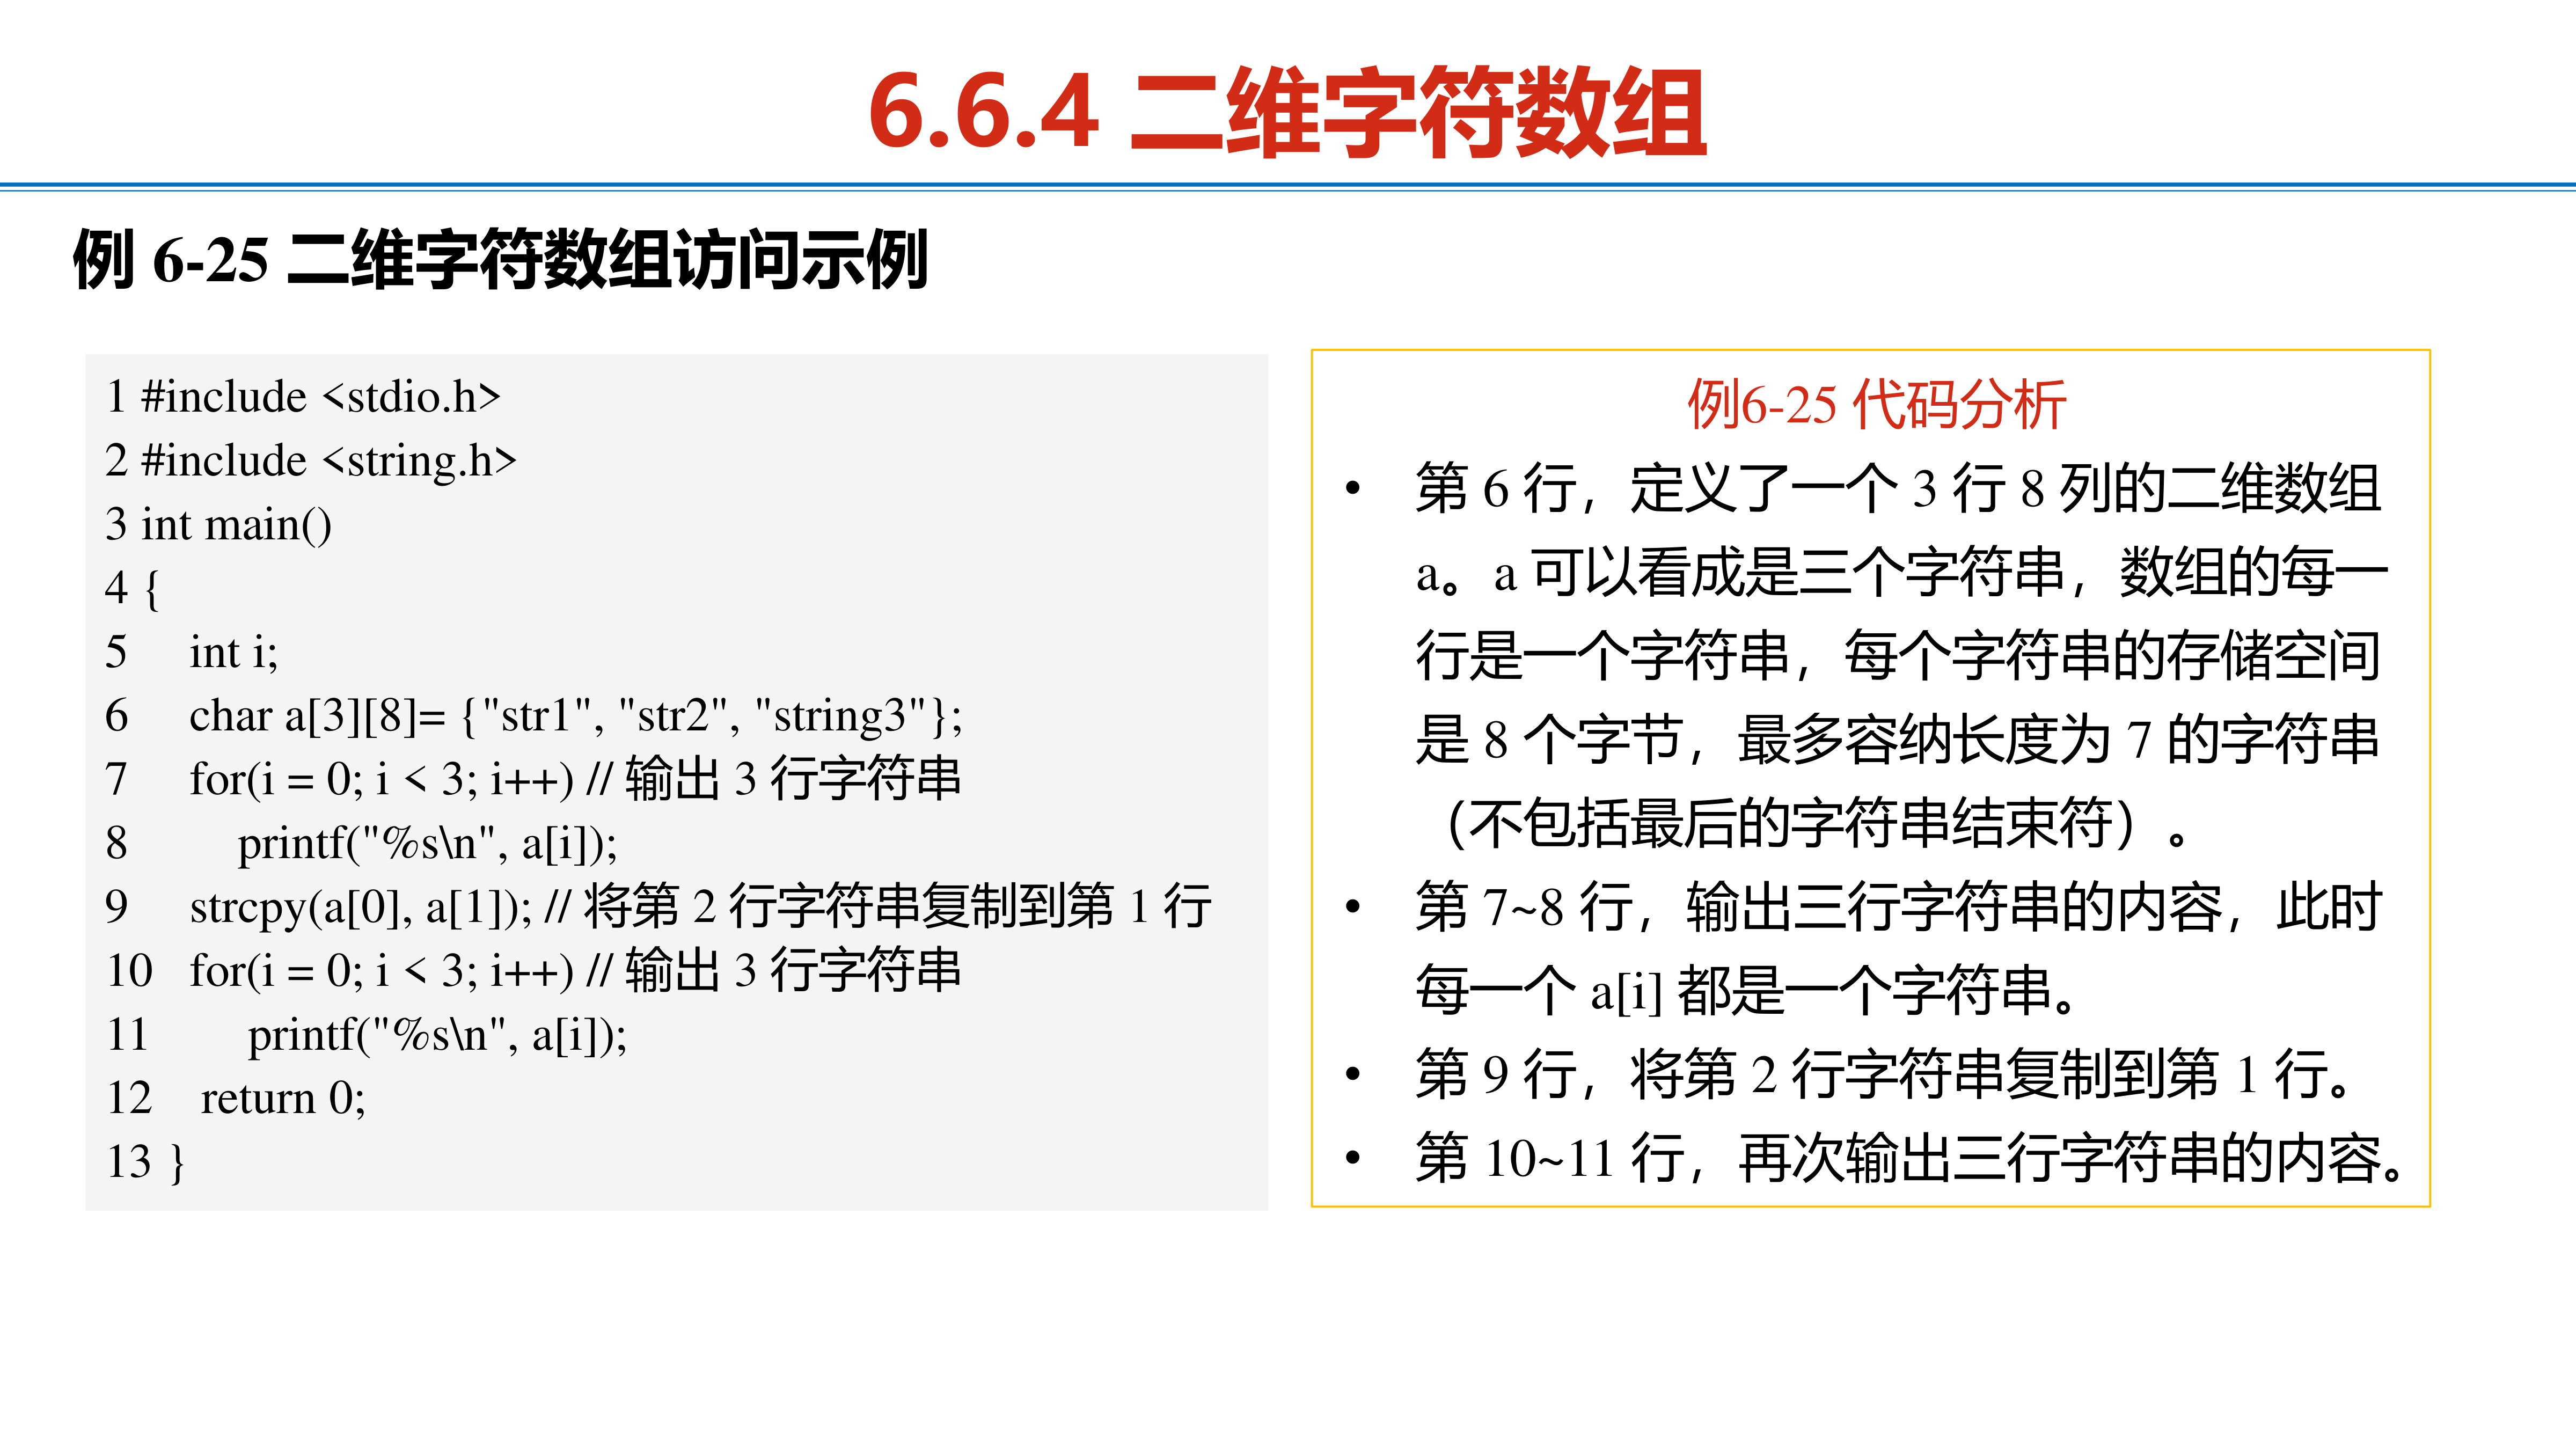 6.6.4 二维字符数组
例 6-25 二维字符数组访问示例
1 #include <stdio.h>
2 #include <string.h>
3 int main()
4 {
5     int i;
6     char a[3][8]= {"str1", "str2", "string3"};
7     for(i = 0; i < 3; i++) // 输出 3 行字符串
8         printf("%s\n", a[i]);
9     strcpy(a[0], a[1]); // 将第 2 行字符串复制到第 1 行
10   for(i = 0; i < 3; i++) // 输出 3 行字符串
11        printf("%s\n", a[i]);
12    return 0;
13 }
例6-25 代码分析
• 第 6 行，定义了一个 3 行 8 列的二维数组
a。a 可以看成是三个字符串，数组的每一
行是一个字符串，每个字符串的存储空间
是 8 个字节，最多容纳长度为 7 的字符串
（不包括最后的字符串结束符）。
• 第 7~8 行，输出三行字符串的内容，此时
每一个 a[i] 都是一个字符串。
• 第 9 行，将第 2 行字符串复制到第 1 行。
• 第 10~11 行，再次输出三行字符串的内容。